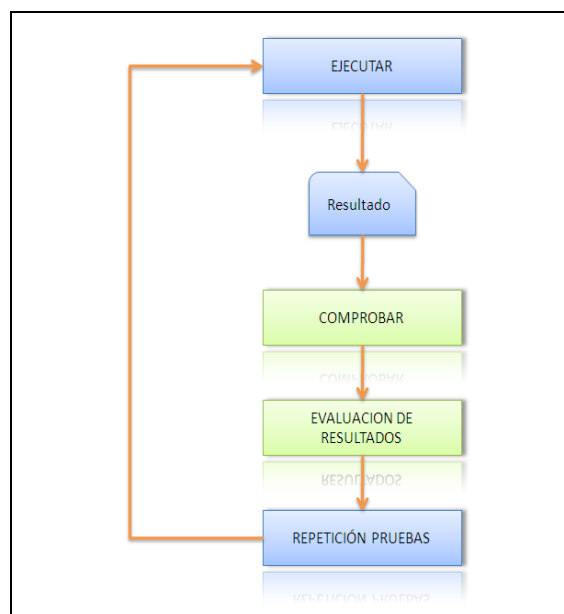 EJECUTAR
Resultado
COMPROBAR
EVALUACION DE
RESULTADOS
REPETICIÓN PRUEBAS